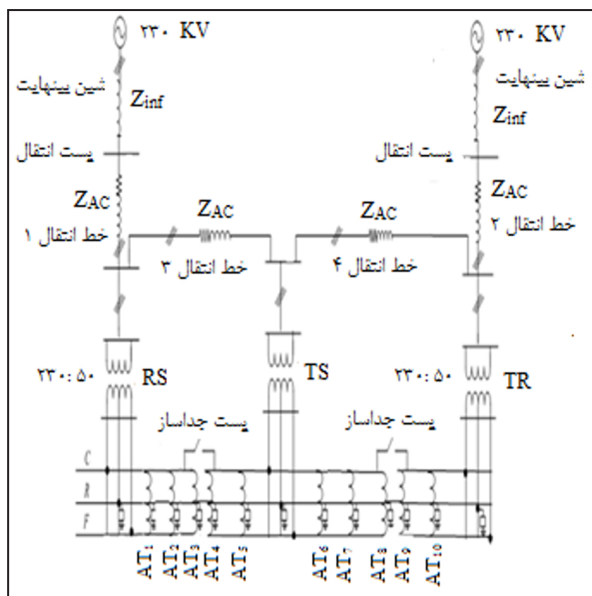 ۲۳۰ KV
۲۳۰ KV
شین بینهایت
Zinf
شین بینهایت
Zinf
پست انتقال
پست انتقال
ZAC
ZAC
ZAC
ZAC
خط انتقال ۱
خط انتقال ۲
خط انتقال ۳
خط انتقال ۴
۲۳۰:۵۰
RS
TS
۲۳۰:۵۰
TR
پست جداساز
پست جداساز
C
R
F
AT1 AT2 AT3 AT4 AT5 AT6 AT7 AT8 AT9 AT10